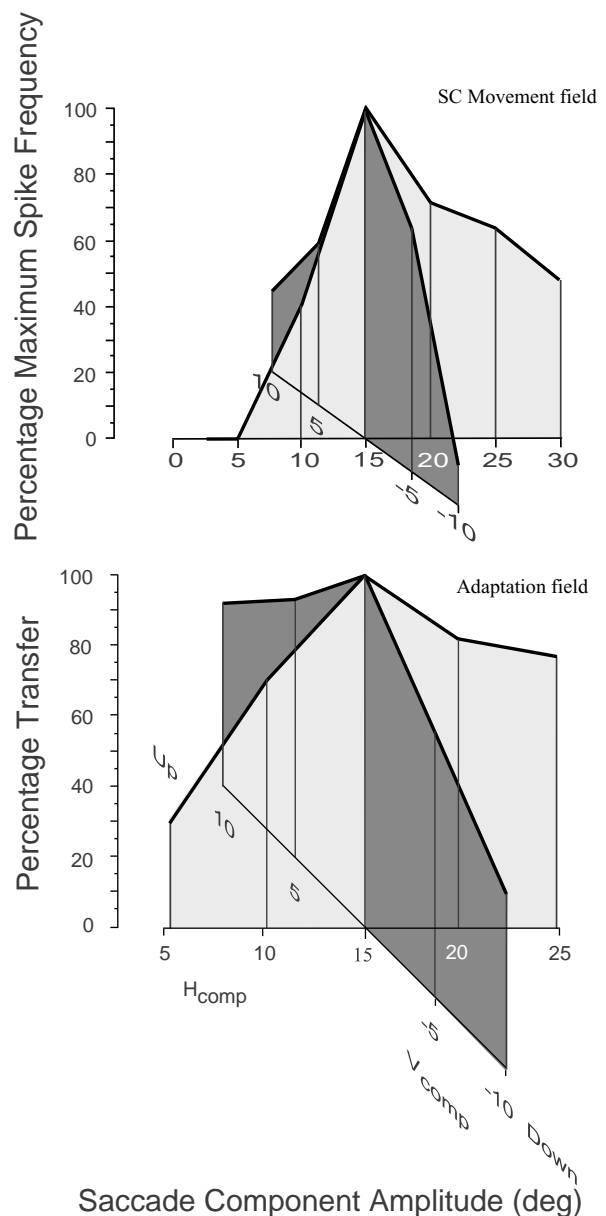 SC Movement field
Percentage Maximum Spike Frequency
100
80
60
40
20
0
10
5
0 5 10 15 20 25 30
-5
-10
Adaptation field
Percentage Transfer
100
80
60
40
20
0
Up
10
5
5 10 15 20 25
Hcomp
-5
-10
Vcomp
Down
Saccade Component Amplitude (deg)